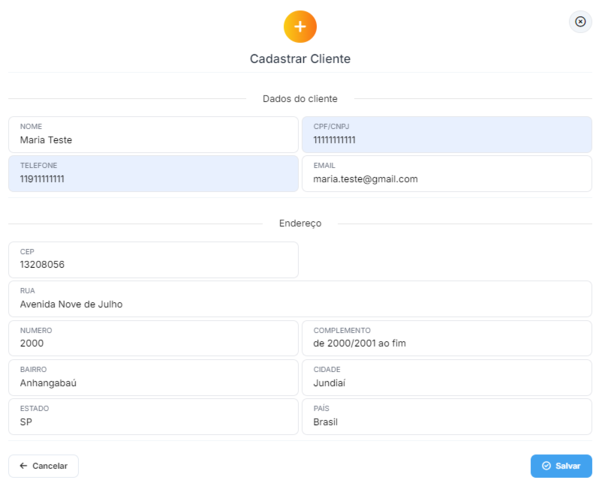 Cadastrar Cliente
Dados do cliente
NOME
Maria Teste
CPF/CNPJ
11111111111
TELEFONE
11911111111
EMAIL
maria.teste@gmail.com
Endereço
CEP
13208056
RUA
Avenida Nove de Julho
NUMERO
2000
COMPLEMENTO
de 2000/2001 ao fim
BAIRRO
Anhangabaú
CIDADE
Jundiaí
ESTADO
SP
PAÍS
Brasil
Cancelar
Salvar